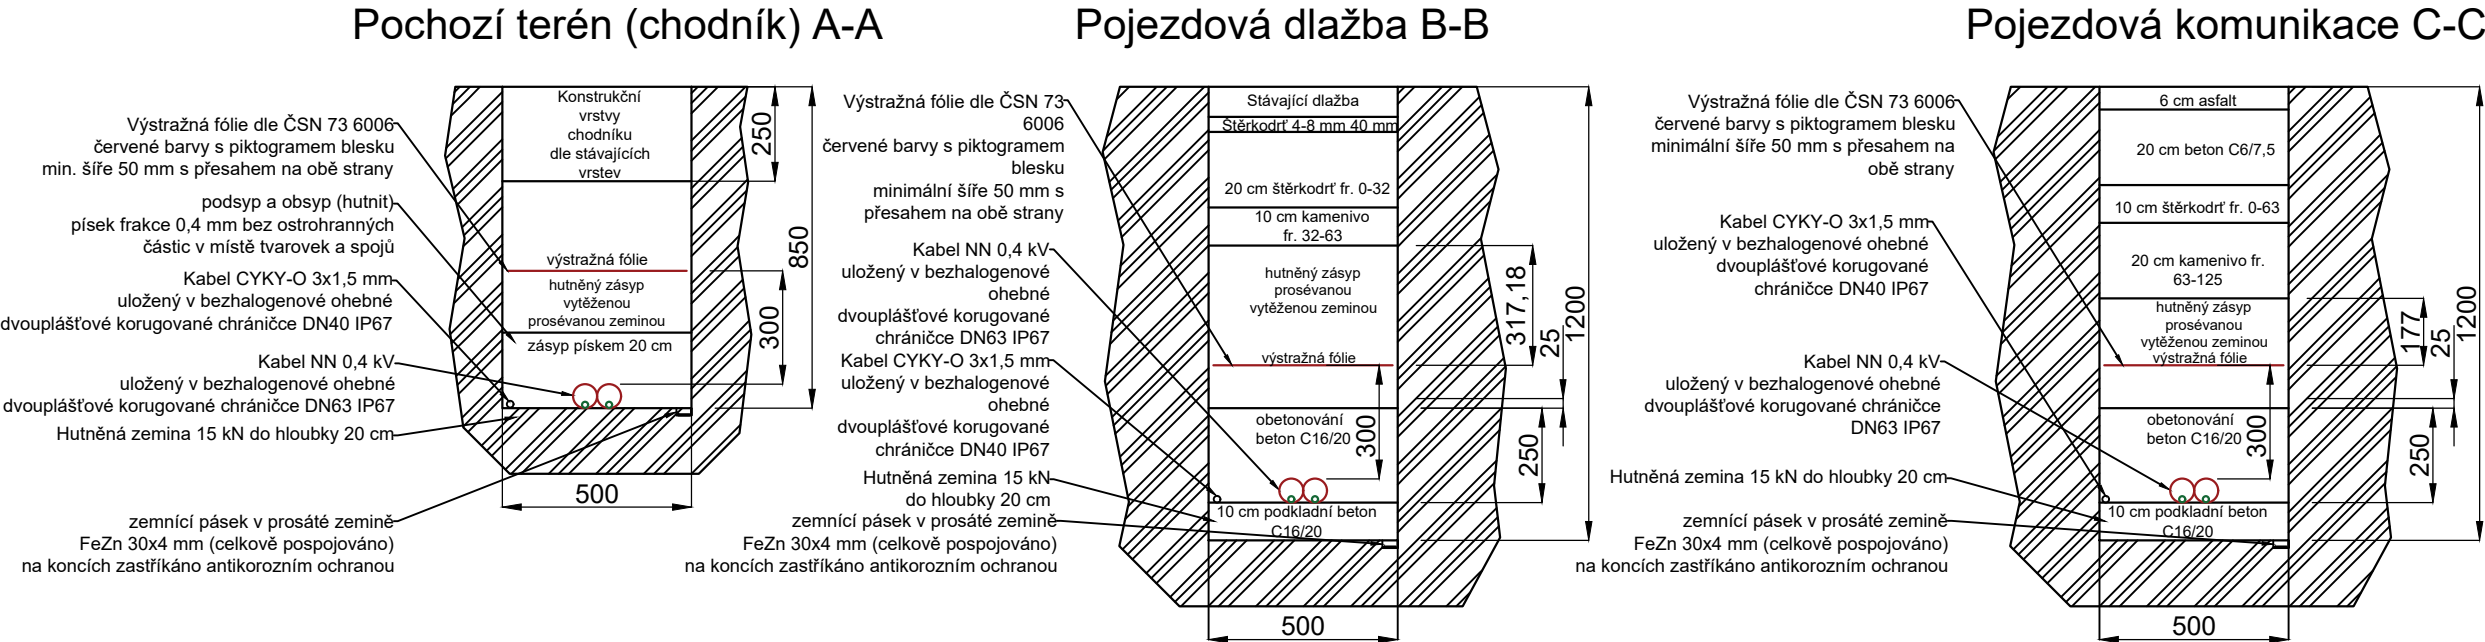 Pochozí terén (chodník) A-A
Výstražná fólie dle ČSN 73 6006
červené barvy s piktogramem blesku
min. šíře 50 mm s přesahem na obě strany
podsyp a obsyp (hutnit)
písek frakce 0,4 mm bez ostrohranných
částic v místě tvarovek a spojů
Kabel CYKY-O 3x1,5 mm
uložený v bezhalogenové ohebné
dvouplášťové korugované chráničce DN40 IP67
Kabel NN 0,4 kV
uložený v bezhalogenové ohebné
dvouplášťové korugované chráničce DN63 IP67
Hutněná zemina 15 kN do hloubky 20 cm
zemnící pásek v prosáté zemině
FeZn 30x4 mm (celkově pospojováno)
na koncích zastříkáno antikorozním ochranou
Konstrukční
vrstvy
chodníku
dle stávajících
vrstev
výstražná fólie
hutněný zásyp
vytěženou
prosévanou zeminou
zásyp pískem 20 cm
250
300
850
500
Pojezdová dlažba B-B
Výstražná fólie dle ČSN 73
6006
červené barvy s piktogramem
blesku
minimální šíře 50 mm s
přesahem na obě strany
Kabel NN 0,4 kV
uložený v bezhalogenové
ohebné
dvouplášťové korugované
chráničce DN63 IP67
Kabel CYKY-O 3x1,5 mm
uložený v bezhalogenové
ohebné
dvouplášťové korugované
chráničce DN40 IP67
Hutněná zemina 15 kN
do hloubky 20 cm
zemnící pásek v prosáté zemině
FeZn 30x4 mm (celkově pospojováno)
na koncích zastříkáno antikorozním ochranou
Stávající dlažba
Štěrkodrť 4-8 mm 40 mm
20 cm štěrkodrť fr. 0-32
10 cm kamenivo
fr. 32-63
hutněný zásyp
prosévanou
vytěženou zeminou
výstražná fólie
obetonování
beton C16/20
10 cm podkladní beton
C16/20
300
317,18
25
250
1200
500
Pojezdová komunikace C-C
Výstražná fólie dle ČSN 73 6006
červené barvy s piktogramem blesku
minimální šíře 50 mm s přesahem na
obě strany
Kabel CYKY-O 3x1,5 mm
uložený v bezhalogenové ohebné
dvouplášťové korugované
chráničce DN40 IP67
Kabel NN 0,4 kV
uložený v bezhalogenové ohebné
dvouplášťové korugované chráničce
DN63 IP67
Hutněná zemina 15 kN do hloubky 20 cm
zemnící pásek v prosáté zemině
FeZn 30x4 mm (celkově pospojováno)
na koncích zastříkáno antikorozním ochranou
6 cm asfalt
20 cm beton C6/7,5
10 cm štěrkodrť fr. 0-63
20 cm kamenivo fr.
63-125
hutněný zásyp
prosévanou
vytěženou zeminou
výstražná fólie
obetonování
beton C16/20
10 cm podkladní beton
C16/20
300
177
25
250
1200
500